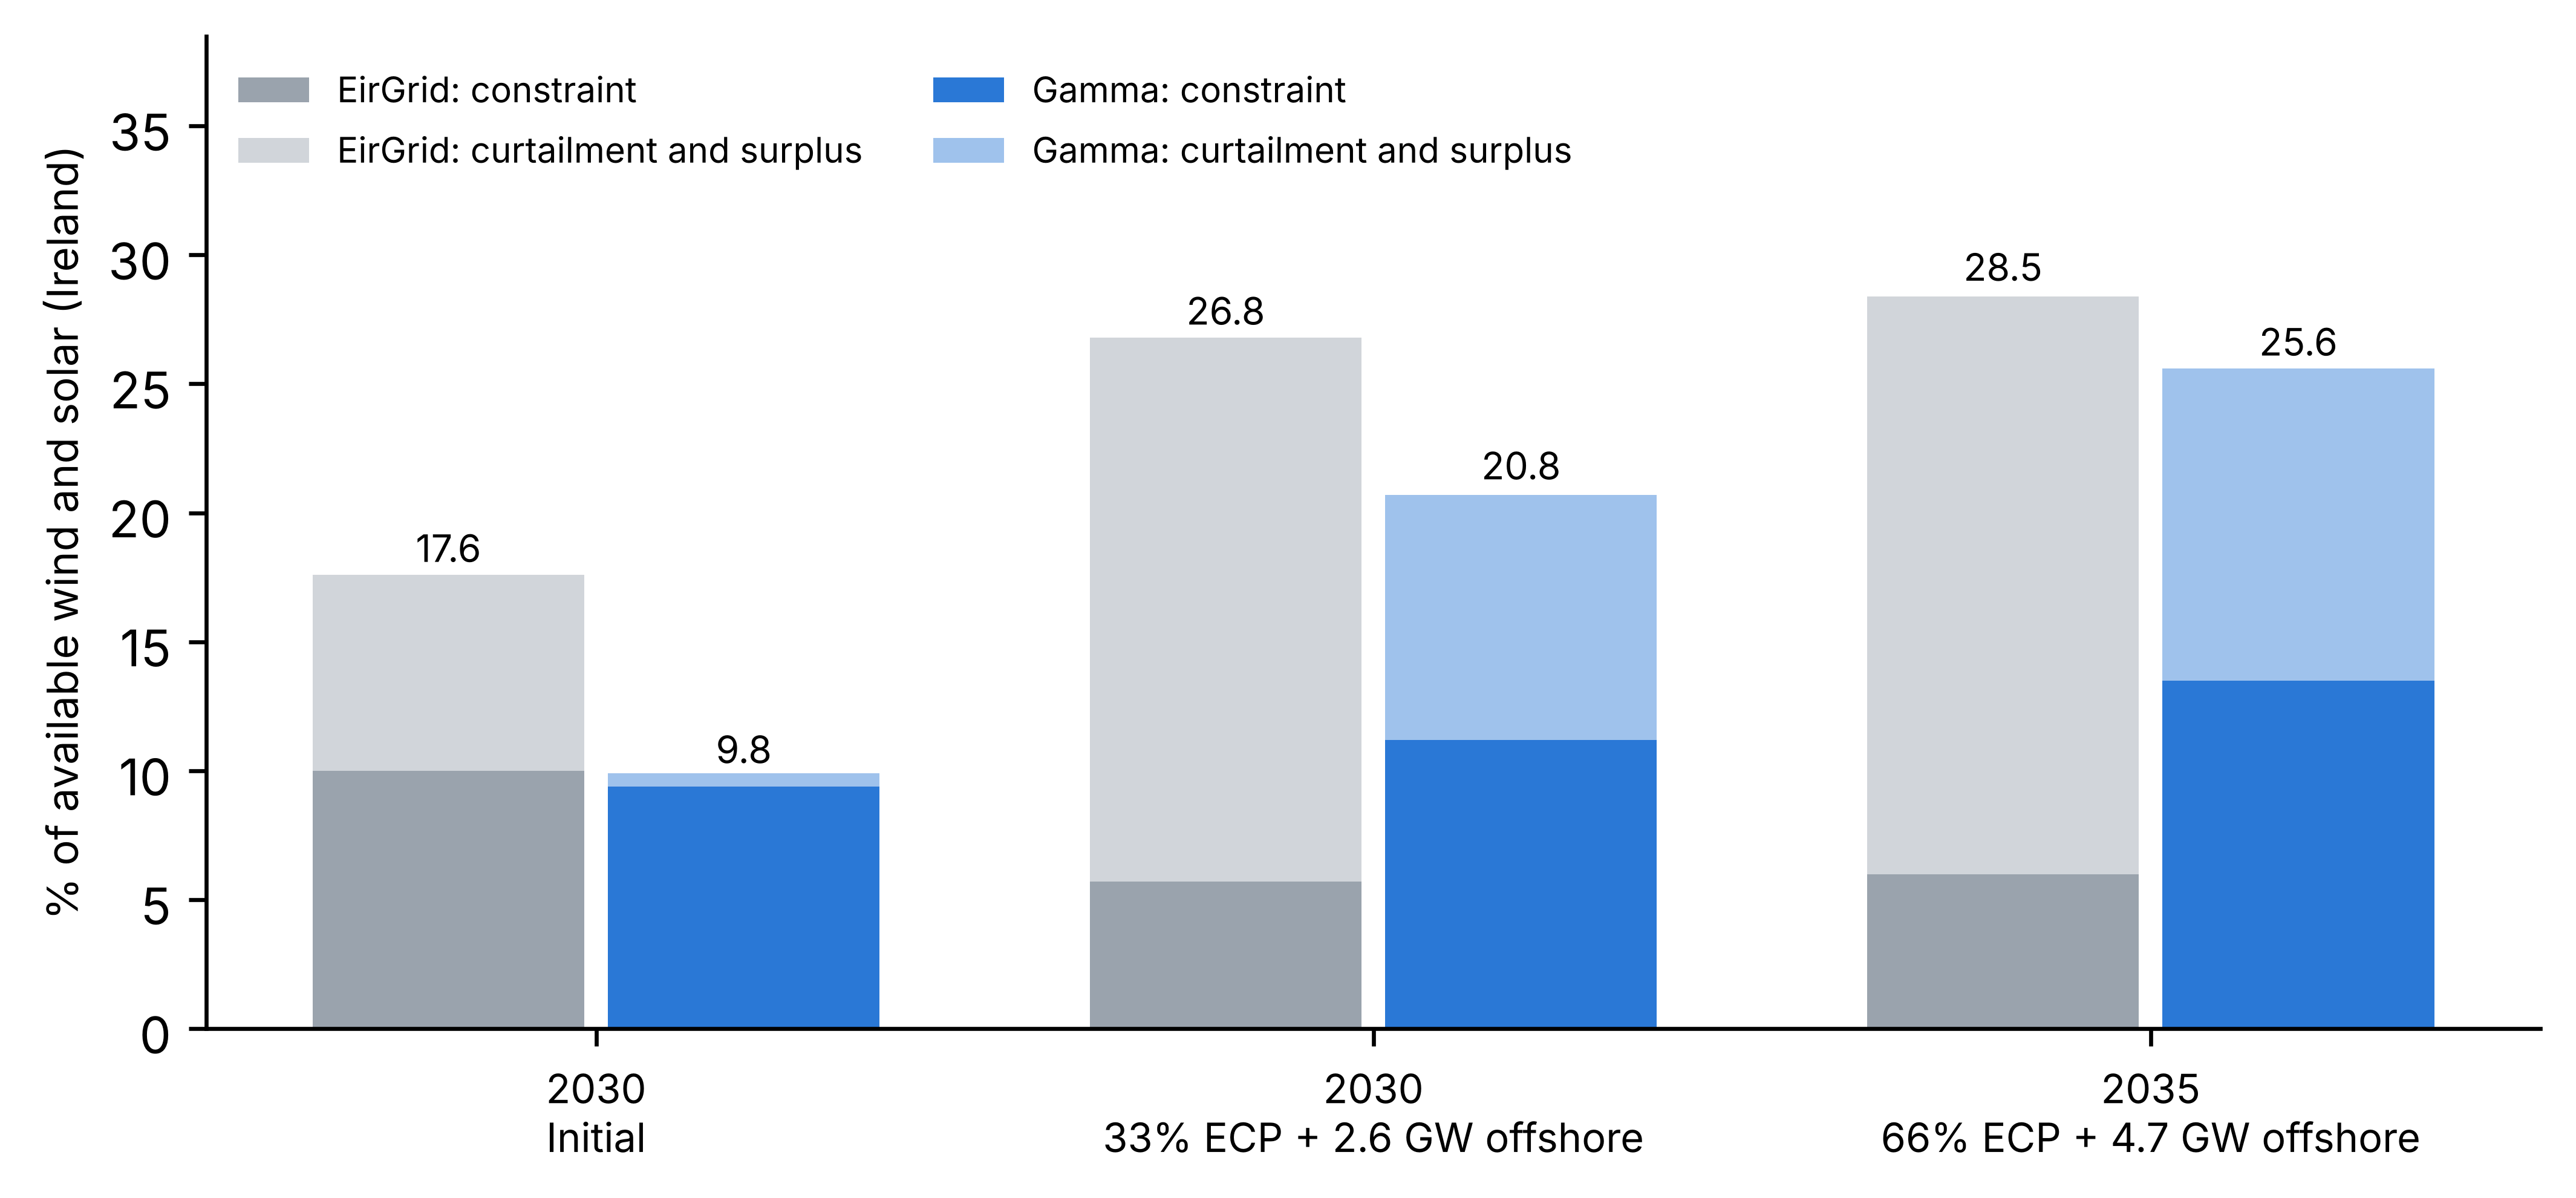 EirGrid: constraint
EirGrid: curtailment and surplus
Gamma: constraint
Gamma: curtailment and surplus
% of available wind and solar (Ireland)
35
30
25
20
15
10
5
0
17.6
9.8
26.8
20.8
28.5
25.6
2030
Initial
2030
33% ECP + 2.6 GW offshore
2035
66% ECP + 4.7 GW offshore